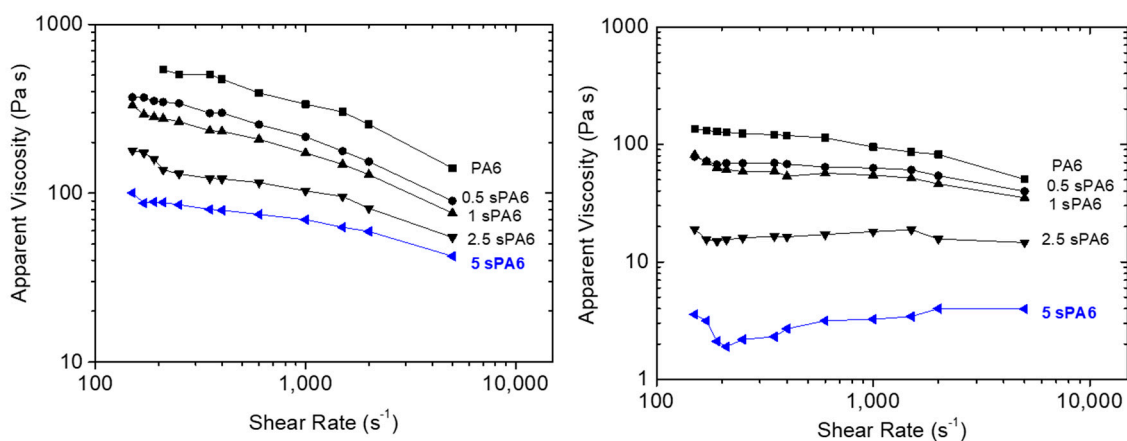 1000
100
10
100
1,000
10,000
Apparent Viscosity (Pa s)
Shear Rate (s⁻¹)
PA6
0.5 sPA6
1 sPA6
2.5 sPA6
5 sPA6
1000
100
10
1
100
1,000
10,000
Apparent Viscosity (Pa s)
Shear Rate (s⁻¹)
PA6
0.5 sPA6
1 sPA6
2.5 sPA6
5 sPA6